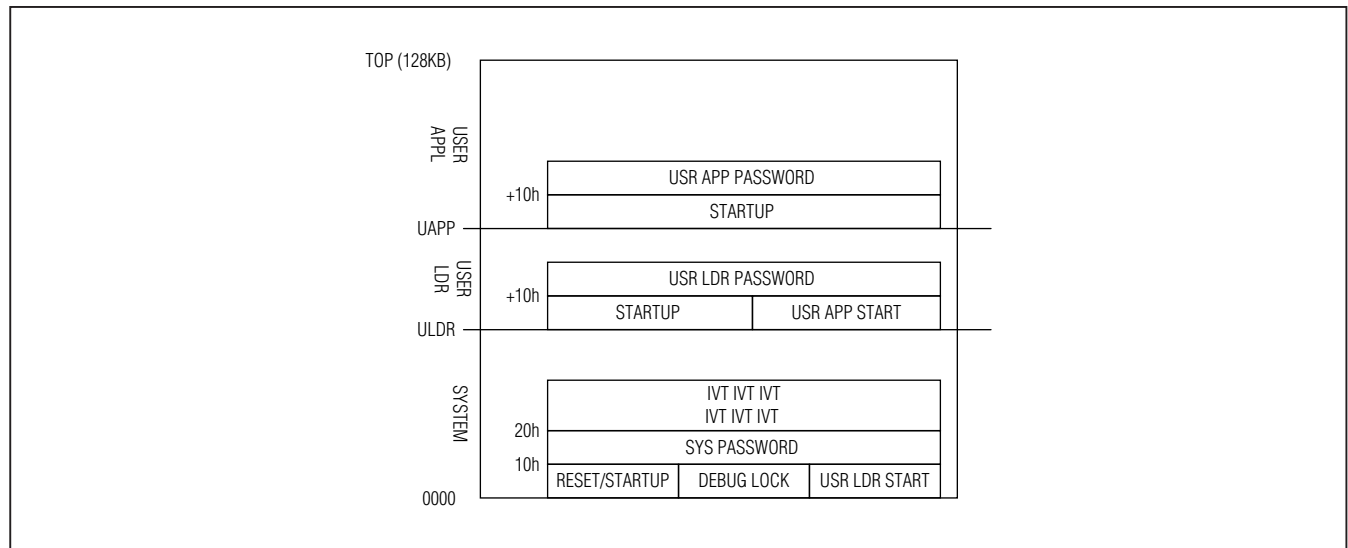 TOP (128KB)
USER
APPL
USR APP PASSWORD
+10h
STARTUP
UAPP
USER
LDR
USR LDR PASSWORD
+10h
STARTUP
USR APP START
ULDR
SYSTEM
IVT IVT IVT
IVT IVT IVT
20h
SYS PASSWORD
10h
RESET/STARTUP
DEBUG LOCK
USR LDR START
0000